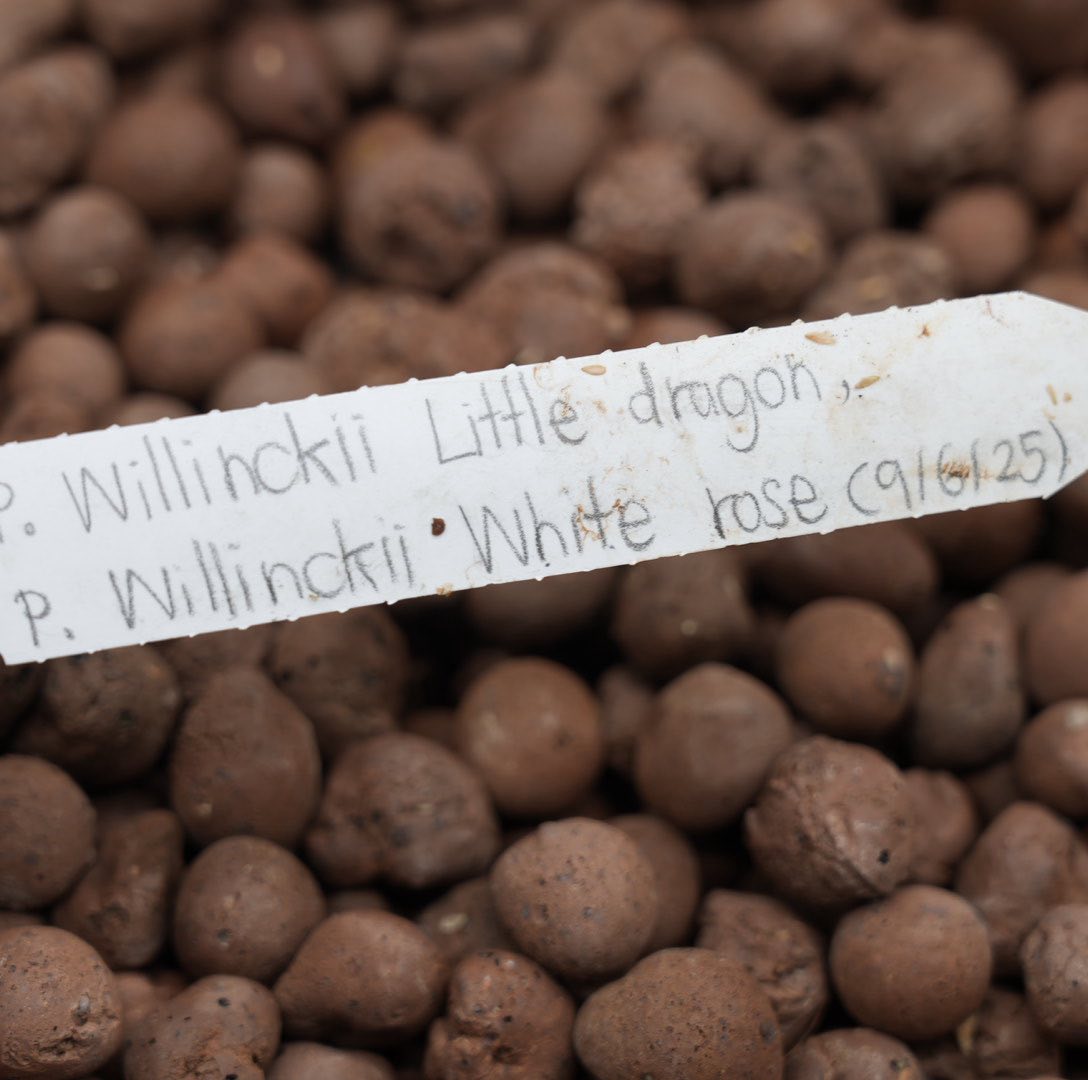 P. Willinckii Little dragon,
P. Willinckii White rose (9/6/25)